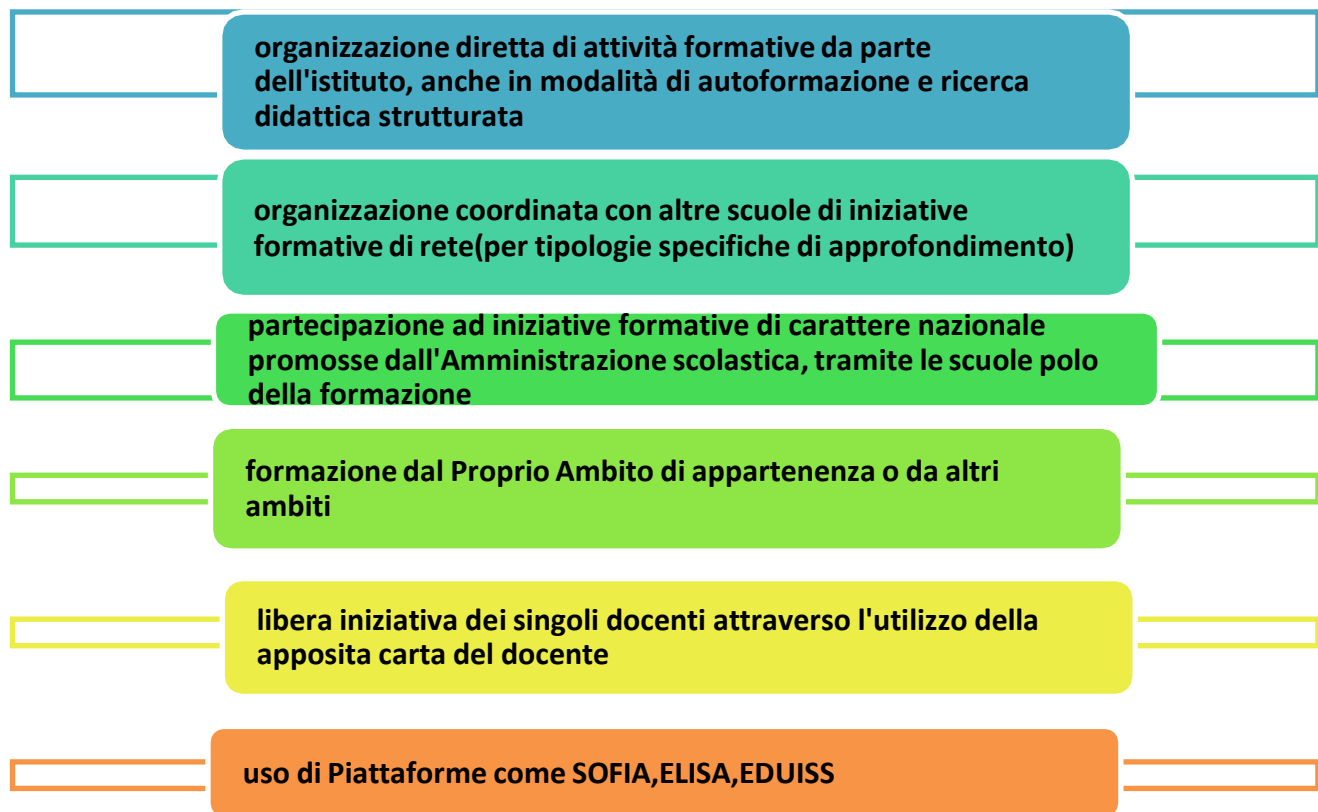 organizzazione diretta di attività formative da parte
dell'istituto, anche in modalità di autoformazione e ricerca
didattica strutturata
organizzazione coordinata con altre scuole di iniziative
formative di rete(per tipologie specifiche di approfondimento)
partecipazione ad iniziative formative di carattere nazionale
promosse dall'Amministrazione scolastica, tramite le scuole polo
della formazione
formazione dal Proprio Ambito di appartenenza o da altri
ambiti
libera iniziativa dei singoli docenti attraverso l'utilizzo della
apposita carta del docente
uso di Piattaforme come SOFIA,ELISA,EDUISS